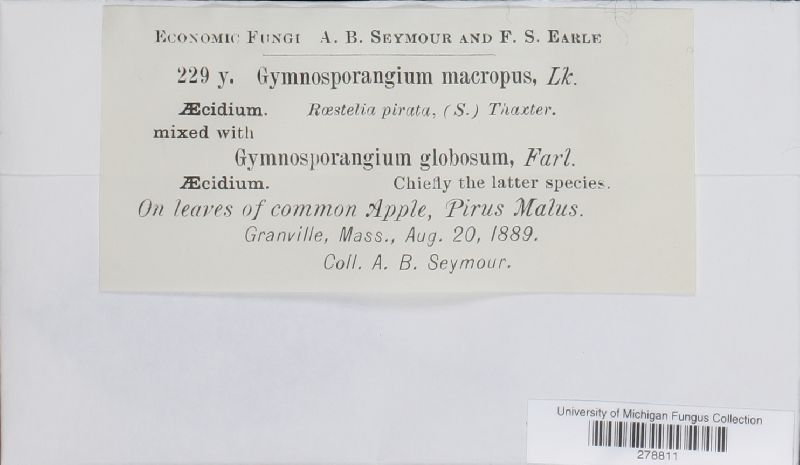 Economic Fungi A. B. Seymour and F. S. Earle
229 y. Gymnosporangium macropus, Lk.
Æcidium. Rœstelia pirata, (S.) Thaxter.
mixed with
Gymnosporangium globosum, Farl.
Æcidium. Chiefly the latter species.
On leaves of common Apple, Pirus Malus.
Granville, Mass., Aug. 20, 1889.
Coll. A. B. Seymour.
University of Michigan Fungus Collection
278811